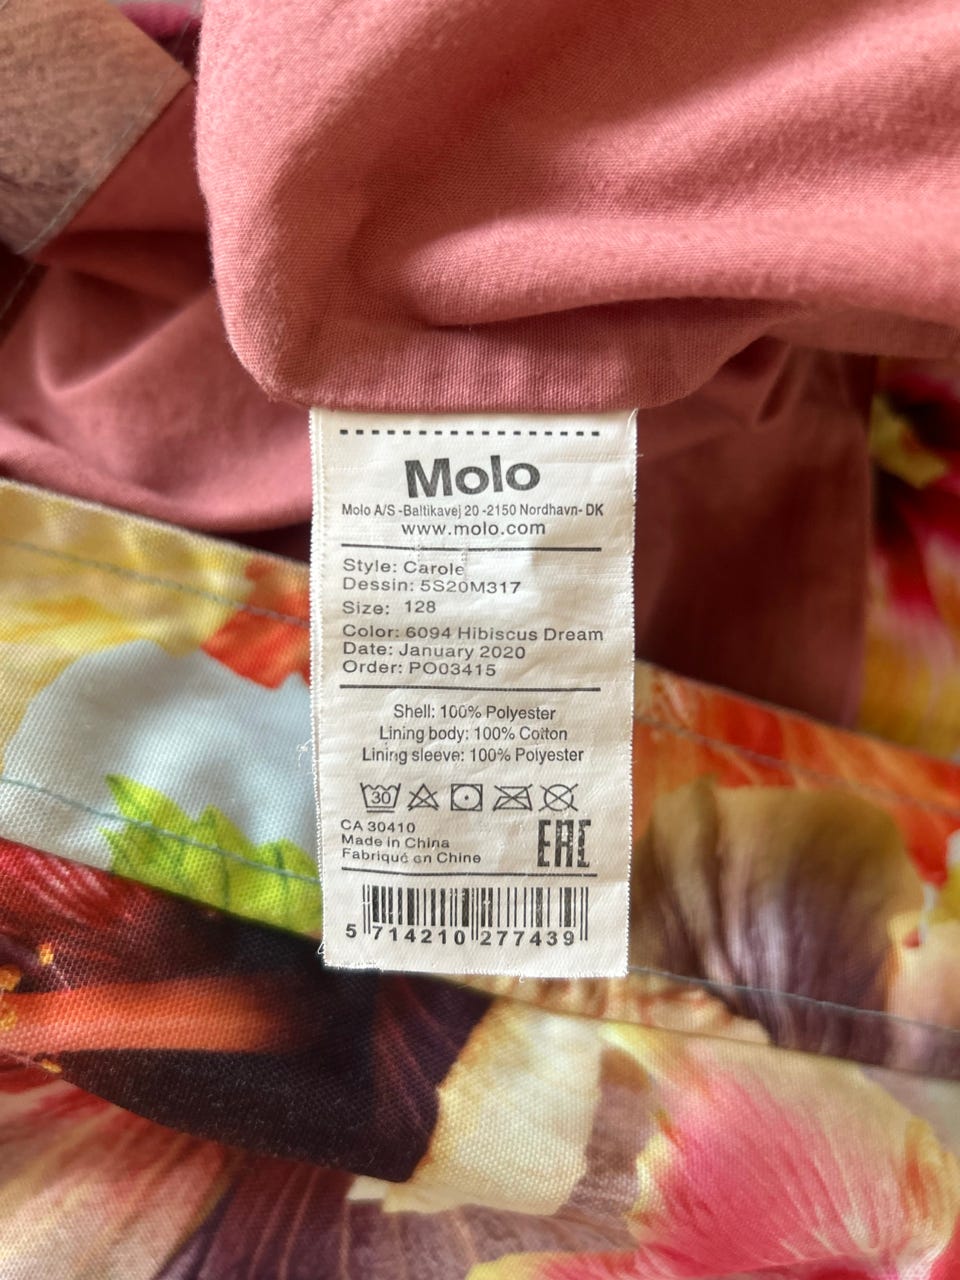 Molo
Molo A/S -Baltikavej 20 -2150 Nordhavn- DK
www.molo.com
Style: Carole
Dessin: 5S20M317
Size: 128
Color: 6094 Hibiscus Dream
Date: January 2020
Order: PO03415
Shell: 100% Polyester
Lining body: 100% Cotton
Lining sleeve: 100% Polyester
30
CA 30410
Made in China
Fabriqué en Chine
EAC
5 714210 277439